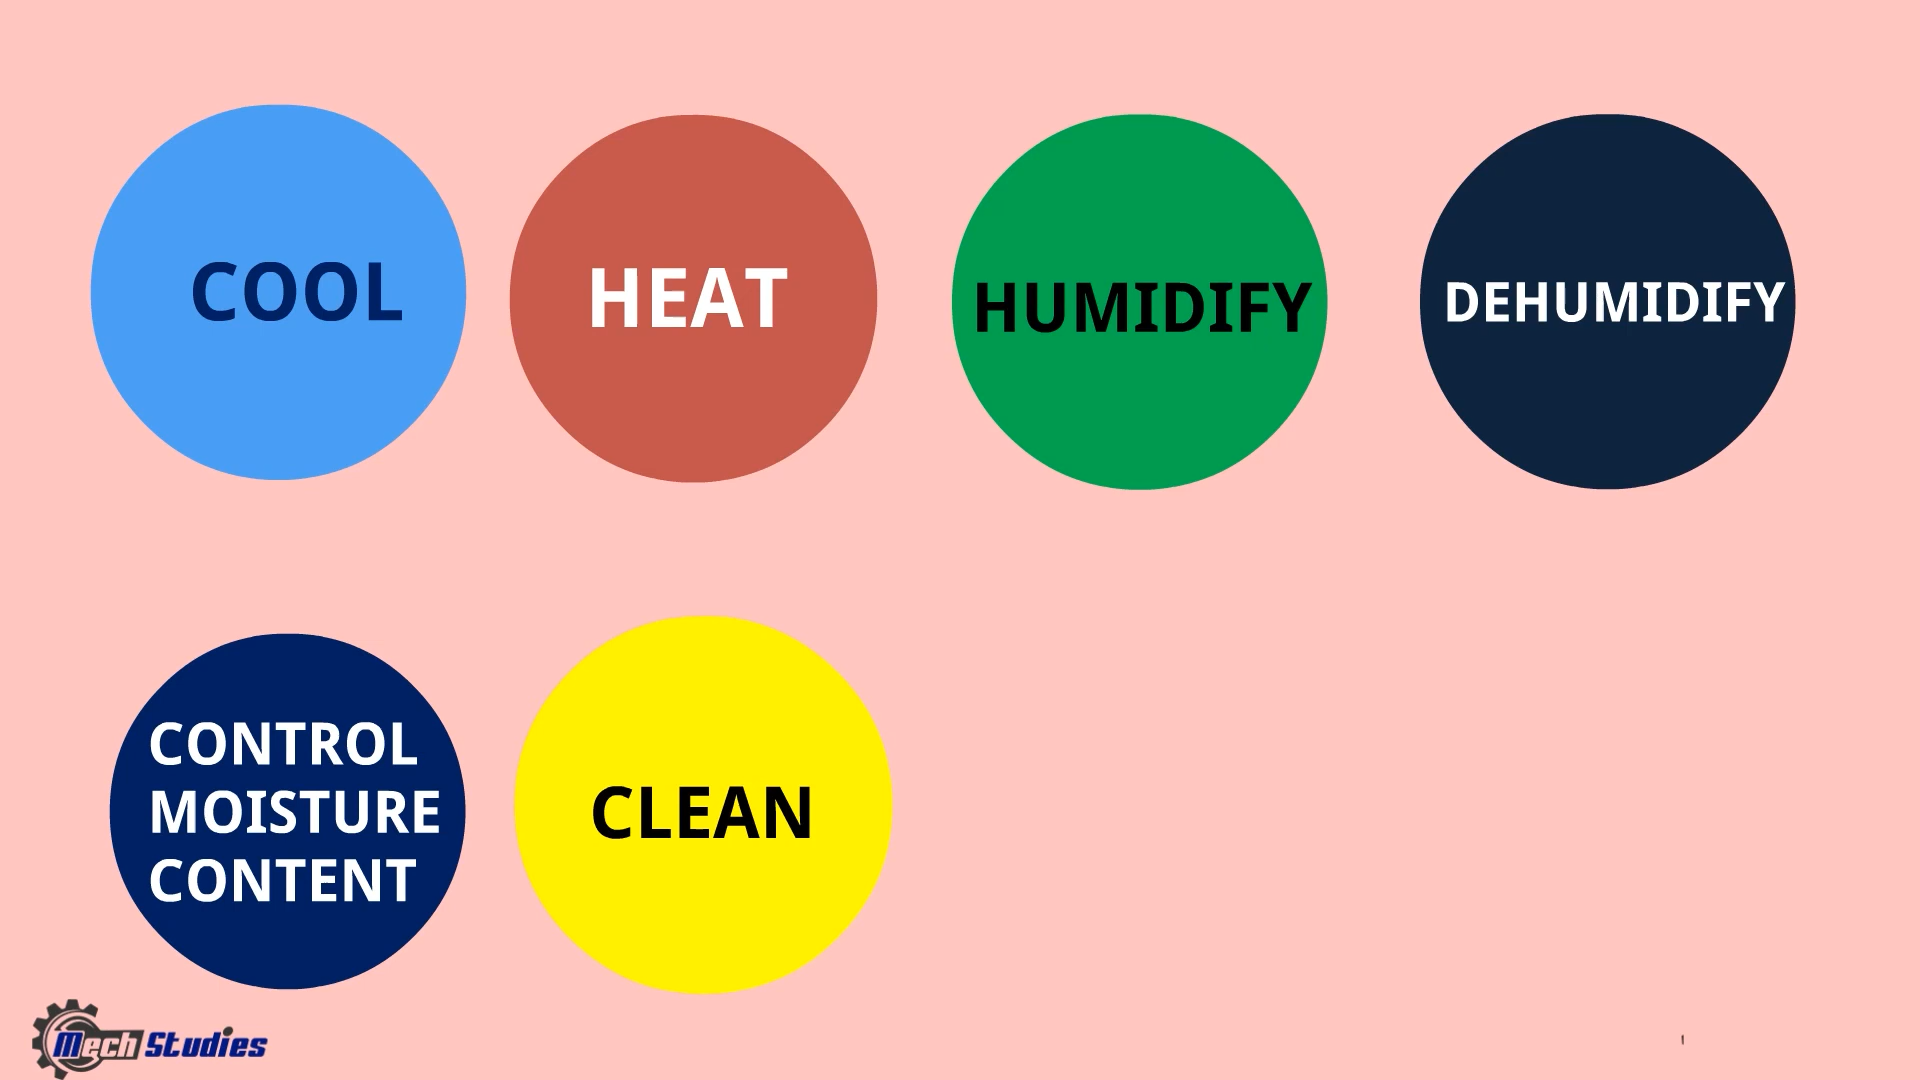 COOL
HEAT
HUMIDIFY
DEHUMIDIFY
CONTROL
MOISTURE
CONTENT
CLEAN
Mech Studies